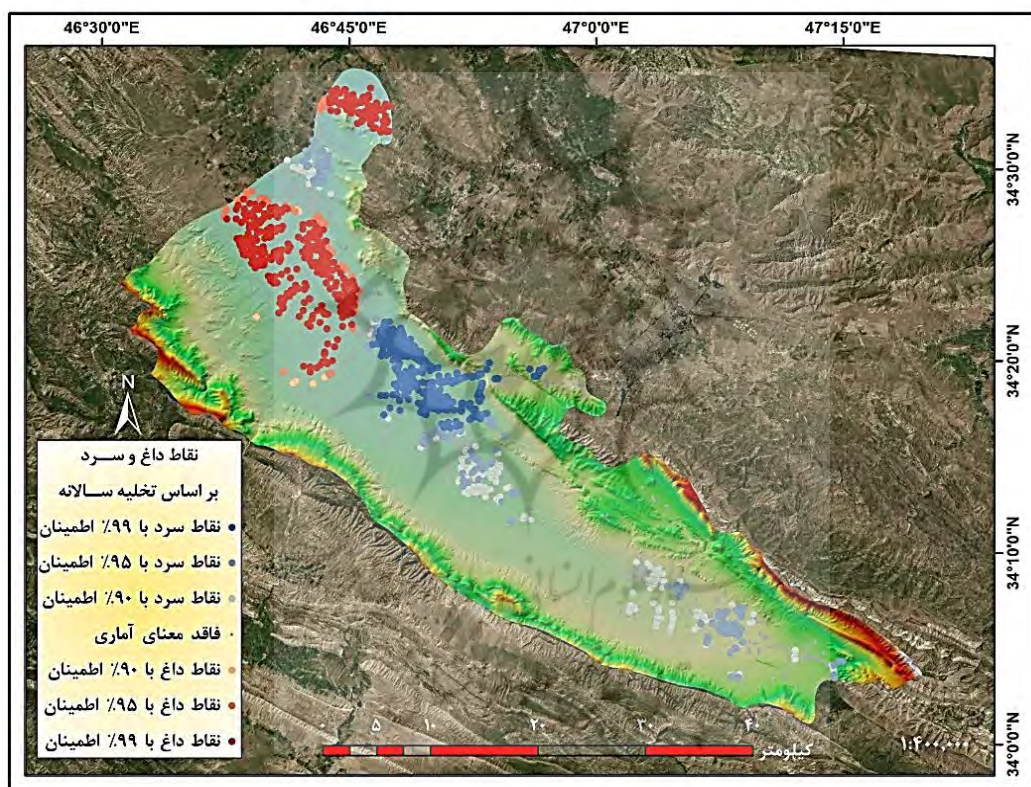 46°30'0"E 46°45'0"E 47°0'0"E 47°15'0"E
34°30'0"N
34°20'0"N
34°10'0"N
34°0'0"N
N
نقاط داغ و ســرد
بر اساس تخلیه ســالانه
نقاط سرد با ۹۹٪ اطمینان
نقاط سرد با ۹۵٪ اطمینان
نقاط سرد با ۹۰٪ اطمینان
فاقد معنای آماری
نقاط داغ با ۹۰٪ اطمینان
نقاط داغ با ۹۵٪ اطمینان
نقاط داغ با ۹۹٪ اطمینان
۰ ۵ ۱۰ ۲۰ ۳۰ ۴۰
کیلومتر
۱:۴۰۰,۰۰۰